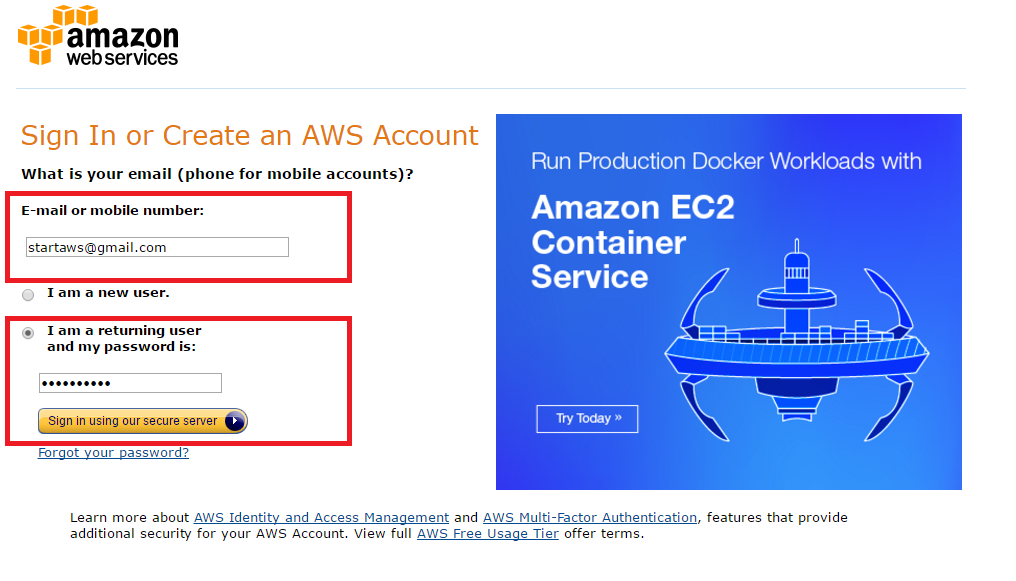 amazon
web services
Sign In or Create an AWS Account
What is your email (phone for mobile accounts)?
E-mail or mobile number:
startaws@gmail.com
I am a new user.
I am a returning user
and my password is:
••••••••••
Sign in using our secure server
Forgot your password?
Run Production Docker Workloads with
Amazon EC2
Container
Service
Try Today »
Learn more about AWS Identity and Access Management and AWS Multi-Factor Authentication, features that provide
additional security for your AWS Account. View full AWS Free Usage Tier offer terms.